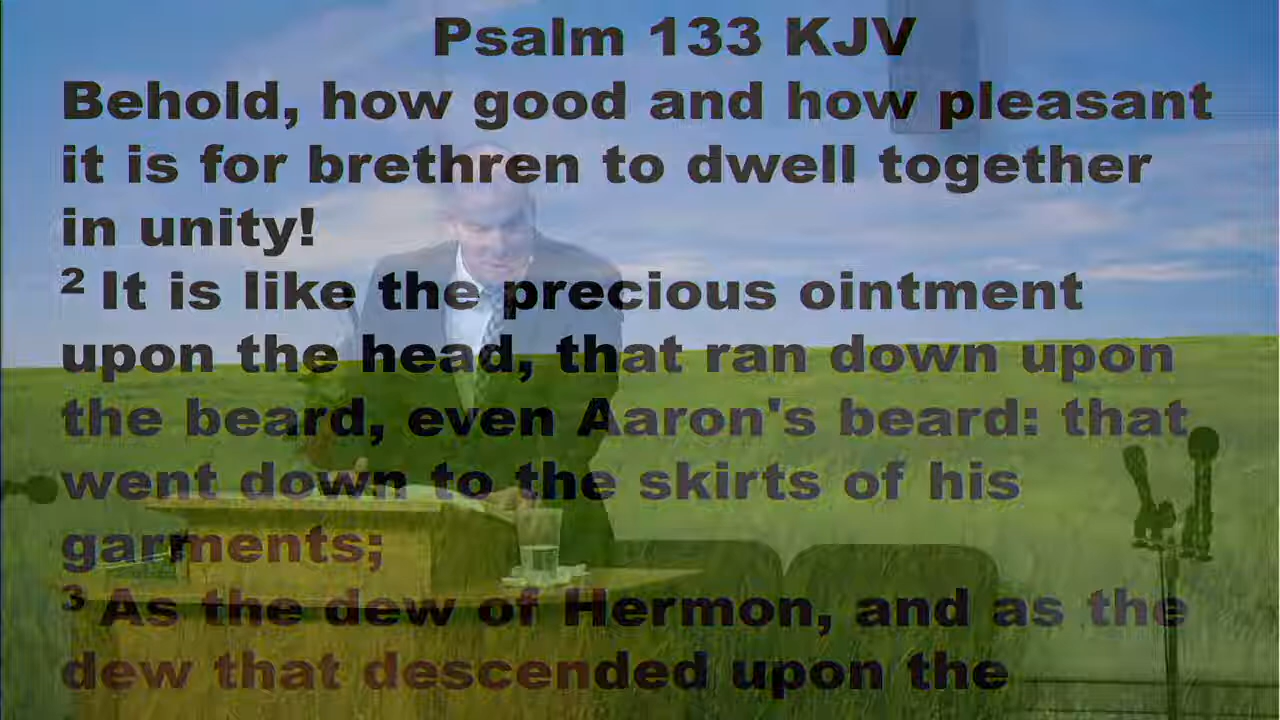 Psalm 133 KJV
Behold, how good and how pleasant
it is for brethren to dwell together
in unity!
2 It is like the precious ointment
upon the head, that ran down upon
the beard, even Aaron's beard: that
went down to the skirts of his
garments;
3 As the dew of Hermon, and as the
dew that descended upon the